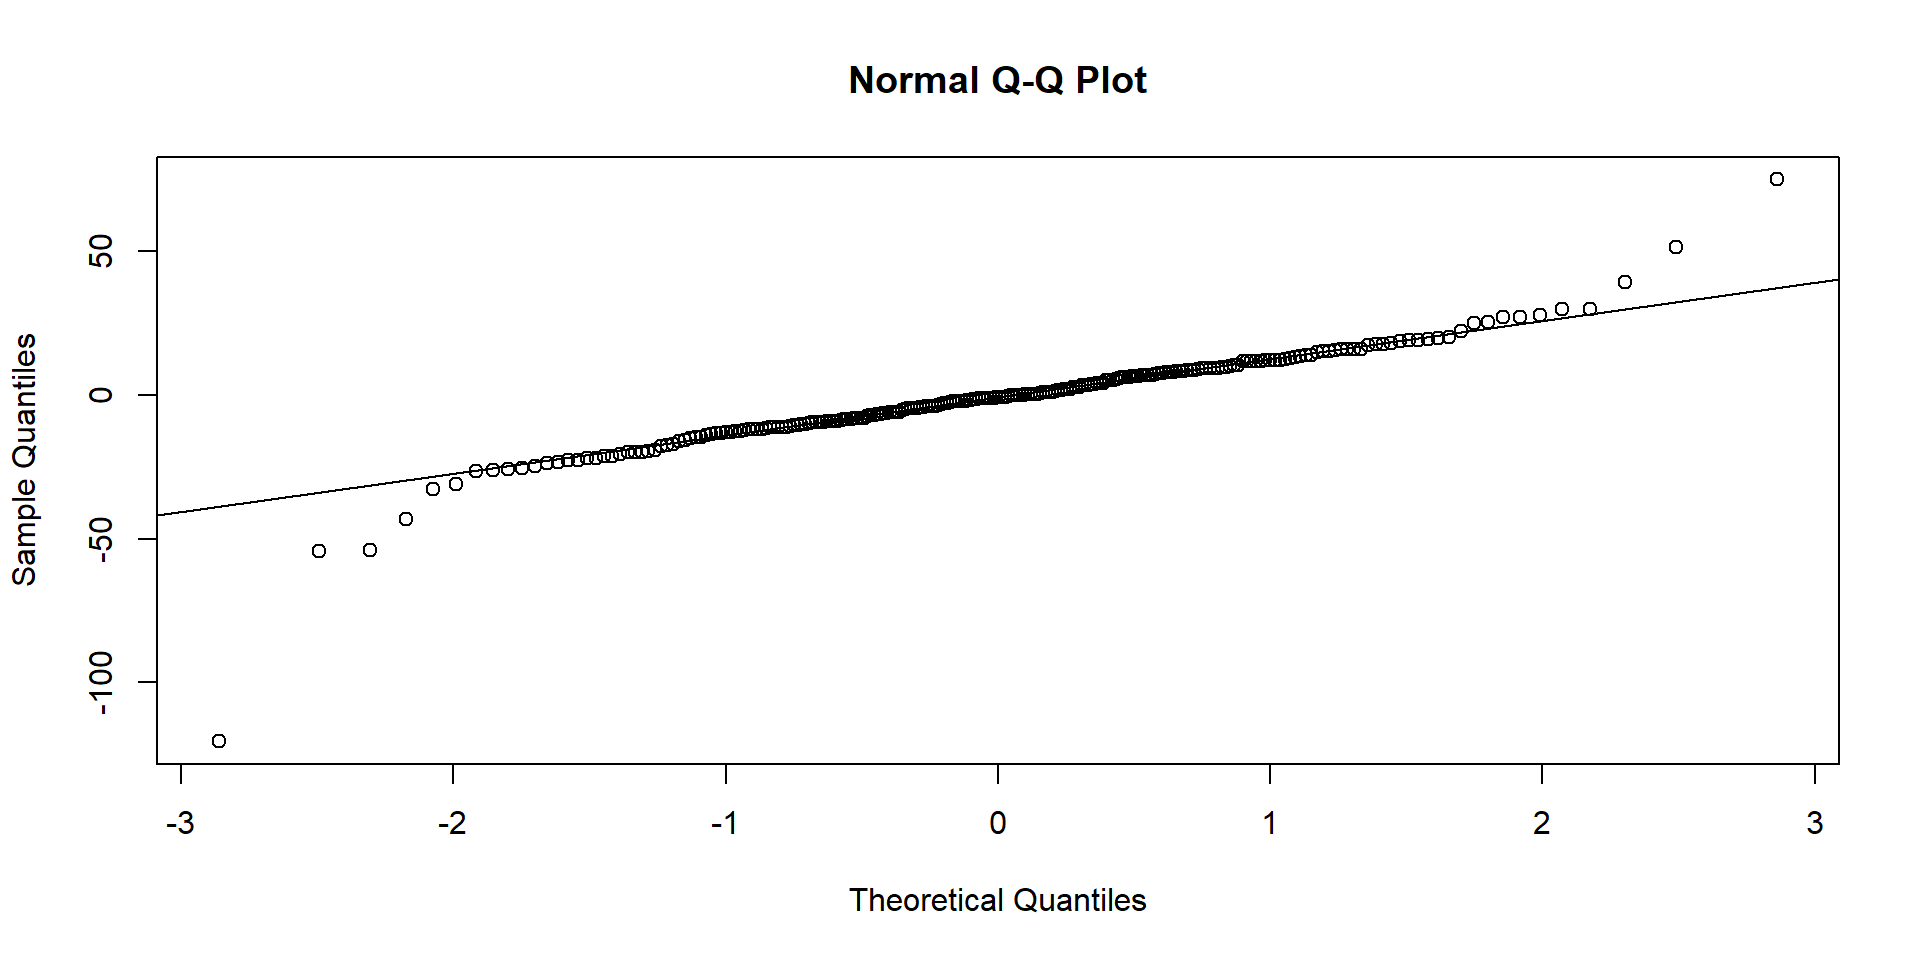 Normal Q-Q Plot
Sample Quantiles
50
0
-50
-100
-3 -2 -1 0 1 2 3
Theoretical Quantiles